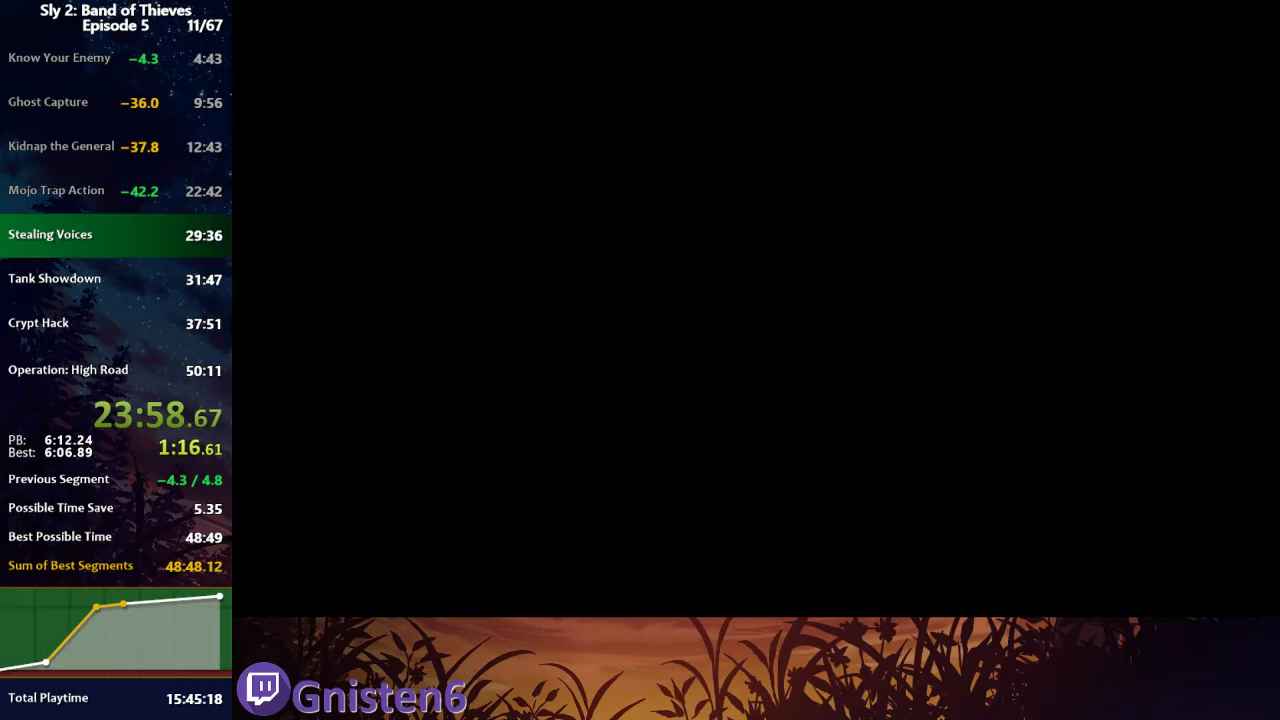 Sly 2: Band of Thieves
Episode 5 11/67
Know Your Enemy −4.3 4:43
Ghost Capture −36.0 9:56
Kidnap the General −37.8 12:43
Mojo Trap Action −42.2 22:42
Stealing Voices 29:36
Tank Showdown 31:47
Crypt Hack 37:51
Operation: High Road 50:11
23:58.67
PB: 6:12.24 1:16.61
Best: 6:06.89
Previous Segment −4.3 / 4.8
Possible Time Save 5.35
Best Possible Time 48:49
Sum of Best Segments 48:48.12
Total Playtime 15:45:18
Gnisten6